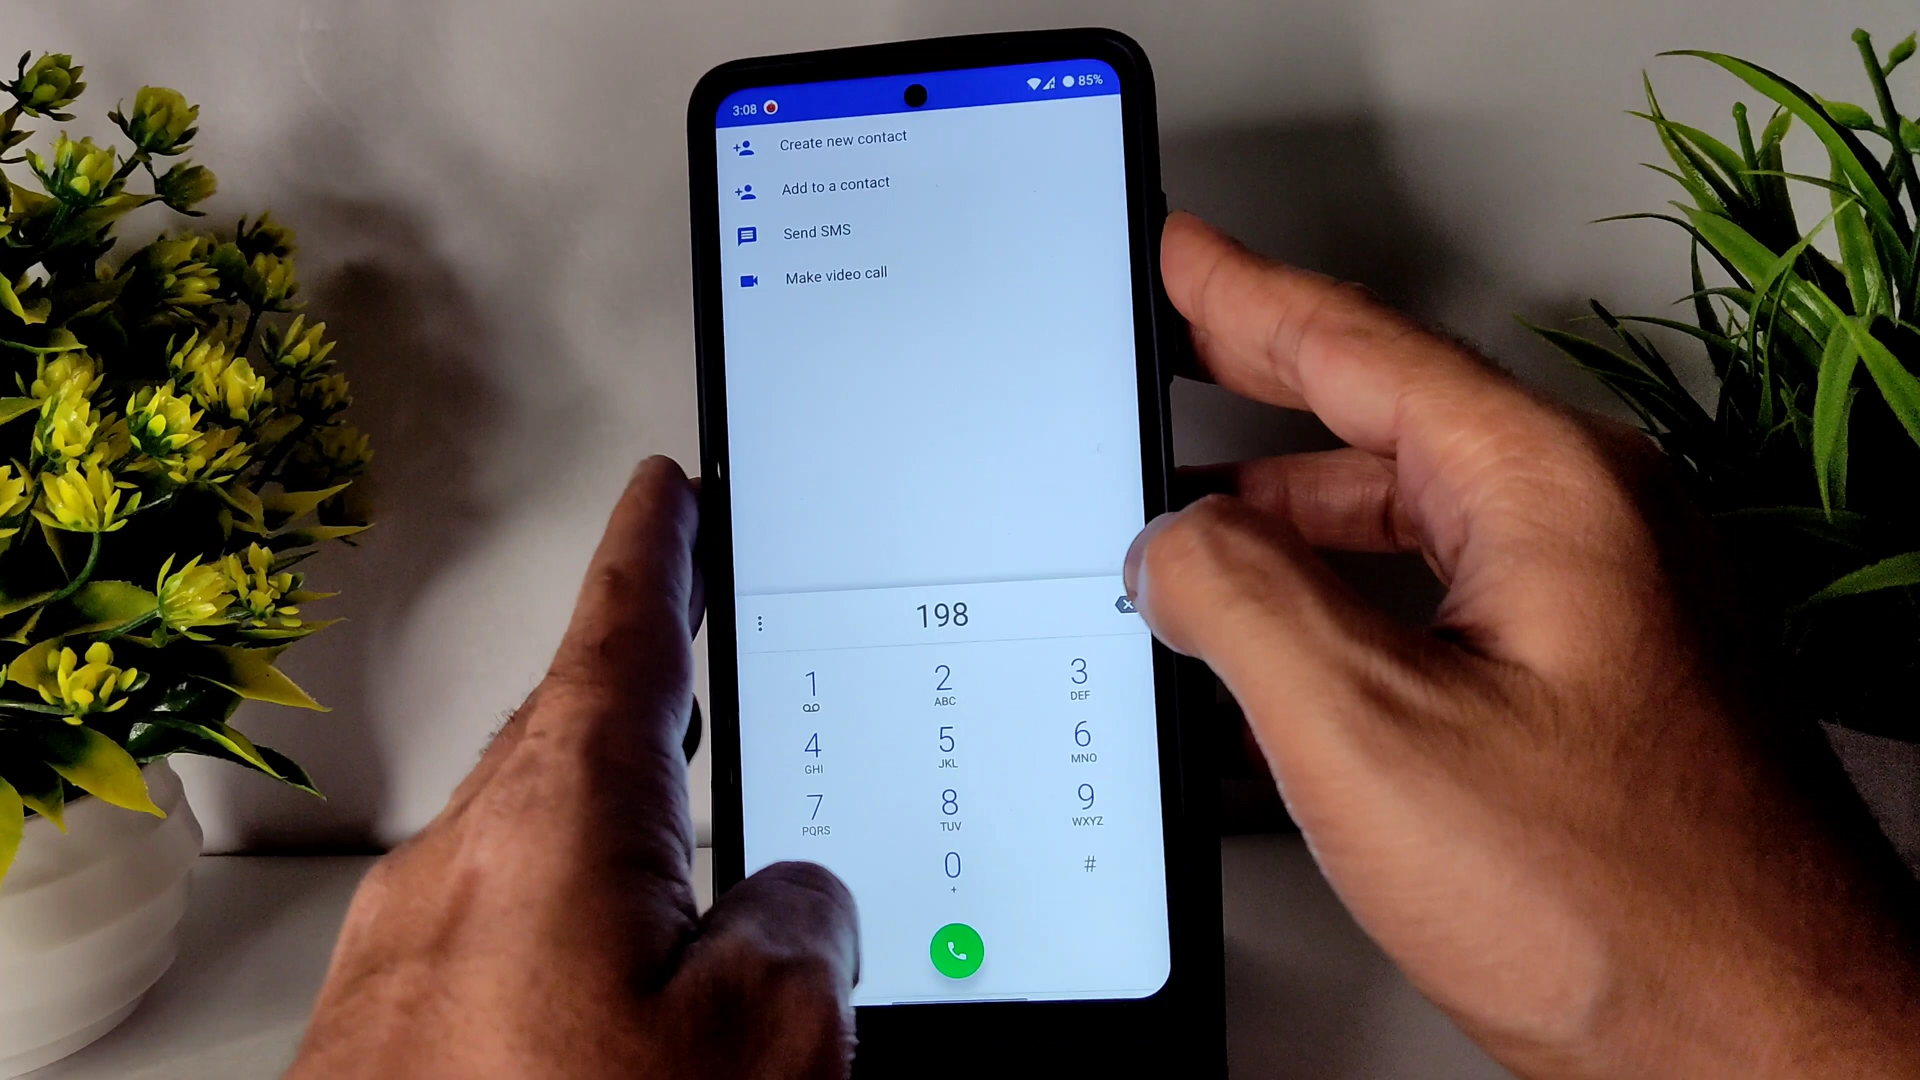 3:08 85%
Create new contact
Add to a contact
Send SMS
Make video call
198
1 2 3
ABC DEF
4 5 6
GHI JKL MNO
7 8 9
PQRS TUV WXYZ
0 #
+